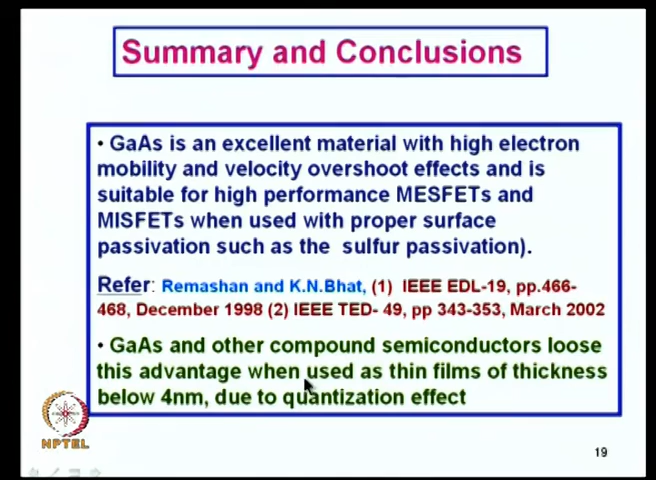 Summary and Conclusions
• GaAs is an excellent material with high electron
mobility and velocity overshoot effects and is
suitable for high performance MESFETs and
MISFETs when used with proper surface
passivation such as the sulfur passivation).
Refer: Remashan and K.N.Bhat, (1) IEEE EDL-19, pp.466-
468, December 1998 (2) IEEE TED- 49, pp 343-353, March 2002
• GaAs and other compound semiconductors loose
this advantage when used as thin films of thickness
below 4nm, due to quantization effect
NPTEL
19